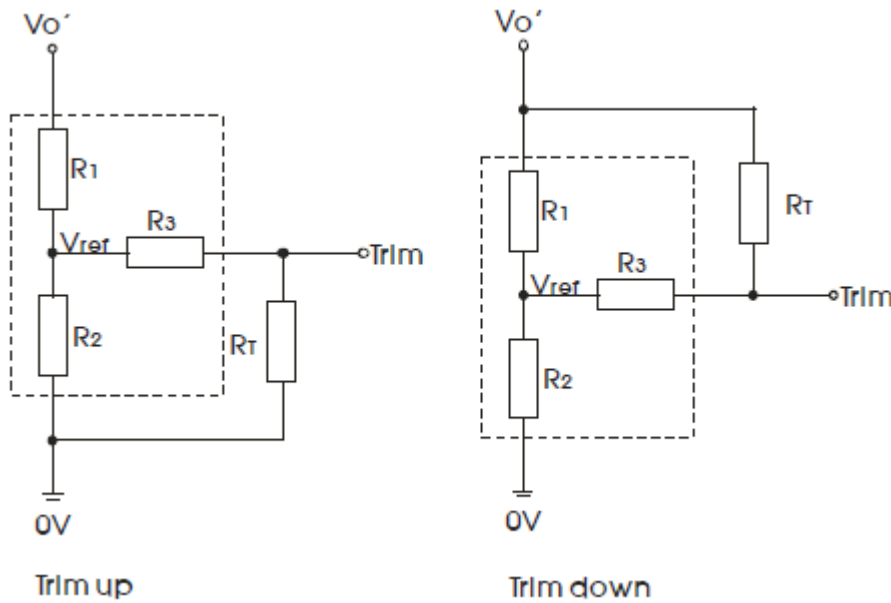 Vo'
R1
R3
Vref
Trim
R2
RT
0V
Trim up
Vo'
R1
RT
R3
Vref
Trim
R2
0V
Trim down